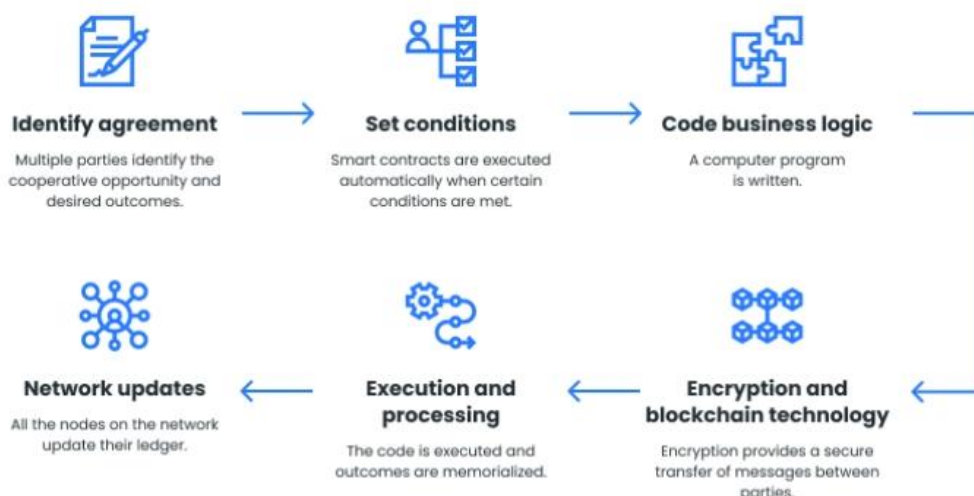 Identify agreement
Multiple parties identify the
cooperative opportunity and
desired outcomes.
Set conditions
Smart contracts are executed
automatically when certain
conditions are met.
Code business logic
A computer program
is written.
Encryption and
blockchain technology
Encryption provides a secure
transfer of messages between
parties.
Execution and
processing
The code is executed and
outcomes are memorialized.
Network updates
All the nodes on the network
update their ledger.